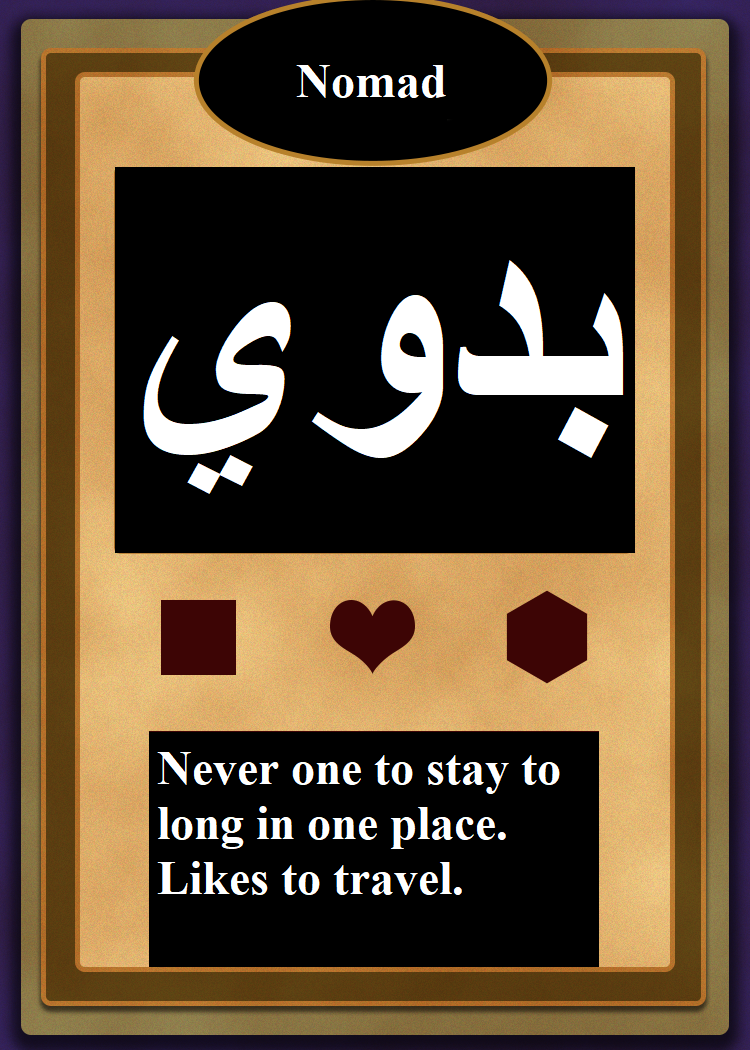 Nomad
بدوي
Never one to stay to
long in one place.
Likes to travel.